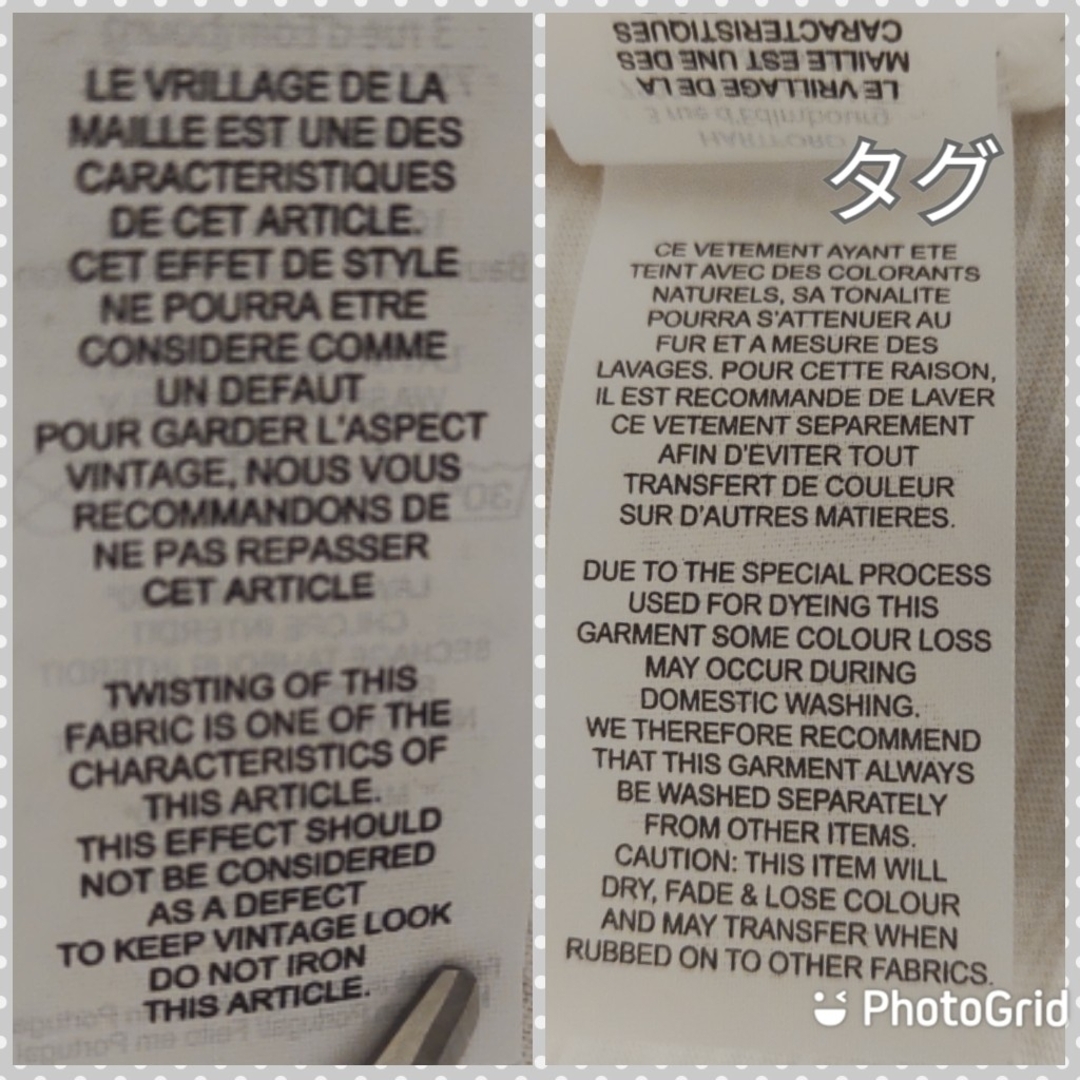 LE VRILLAGE DE LA
MAILLE EST UNE DES
CARACTERISTIQUES
DE CET ARTICLE.
CET EFFET DE STYLE
NE POURRA ETRE
CONSIDERE COMME
UN DEFAUT
POUR GARDER L'ASPECT
VINTAGE, NOUS VOUS
RECOMMANDONS DE
NE PAS REPASSER
CET ARTICLE
TWISTING OF THIS
FABRIC IS ONE OF THE
CHARACTERISTICS OF
THIS ARTICLE.
THIS EFFECT SHOULD
NOT BE CONSIDERED
AS A DEFECT
TO KEEP VINTAGE LOOK
DO NOT IRON
THIS ARTICLE.
LE VRILLAGE DE LA
MAILLE EST UNE DES
CARACTERISTIQUES
HARTFORD
3 rue d'Edimbourg
タグ
CE VETEMENT AYANT ETE
TEINT AVEC DES COLORANTS
NATURELS, SA TONALITE
POURRA S'ATTENUER AU
FUR ET A MESURE DES
LAVAGES. POUR CETTE RAISON,
IL EST RECOMMANDE DE LAVER
CE VETEMENT SEPAREMENT
AFIN D'EVITER TOUT
TRANSFERT DE COULEUR
SUR D'AUTRES MATIERES.
DUE TO THE SPECIAL PROCESS
USED FOR DYEING THIS
GARMENT SOME COLOUR LOSS
MAY OCCUR DURING
DOMESTIC WASHING.
WE THEREFORE RECOMMEND
THAT THIS GARMENT ALWAYS
BE WASHED SEPARATELY
FROM OTHER ITEMS.
CAUTION: THIS ITEM WILL
DRY, FADE & LOSE COLOUR
AND MAY TRANSFER WHEN
RUBBED ON TO OTHER FABRICS.
PhotoGrid